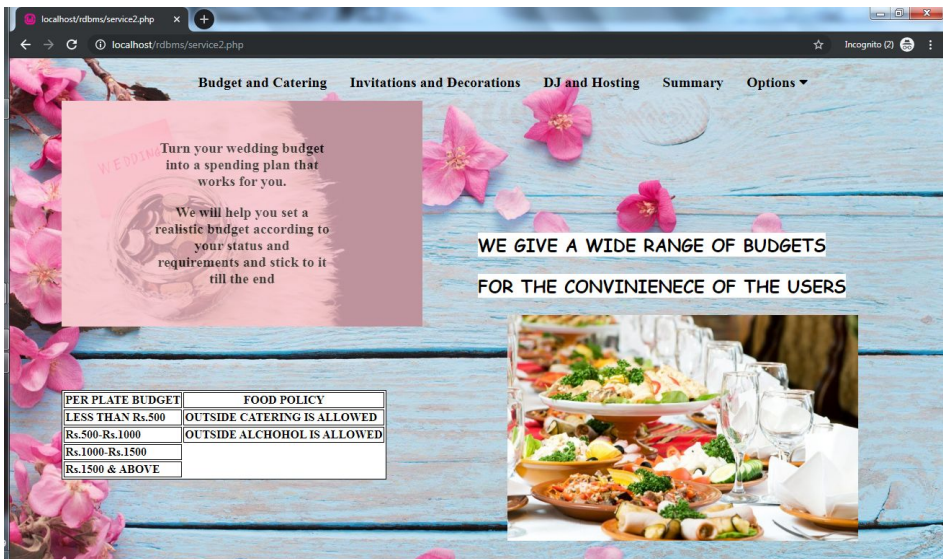 localhost/rdbms/service2.php
localhost/rdbms/service2.php
Incognito (2)
Budget and Catering Invitations and Decorations DJ and Hosting Summary Options
WEDDING
Turn your wedding budget
into a spending plan that
works for you.
We will help you set a
realistic budget according to
your status and
requirements and stick to it
till the end
WE GIVE A WIDE RANGE OF BUDGETS
FOR THE CONVINIENECE OF THE USERS
PER PLATE BUDGET FOOD POLICY
LESS THAN Rs.500 OUTSIDE CATERING IS ALLOWED
Rs.500-Rs.1000 OUTSIDE ALCHOHOL IS ALLOWED
Rs.1000-Rs.1500
Rs.1500 & ABOVE